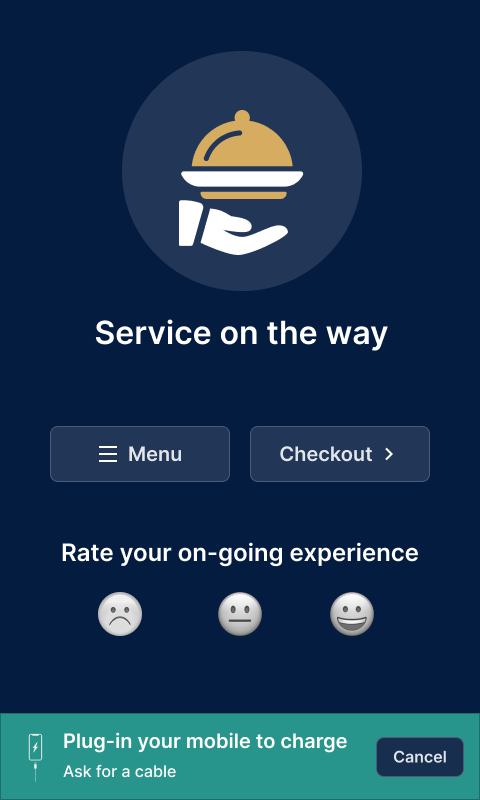 Service on the way
Menu
Checkout
Rate your on-going experience
Plug-in your mobile to charge
Ask for a cable
Cancel